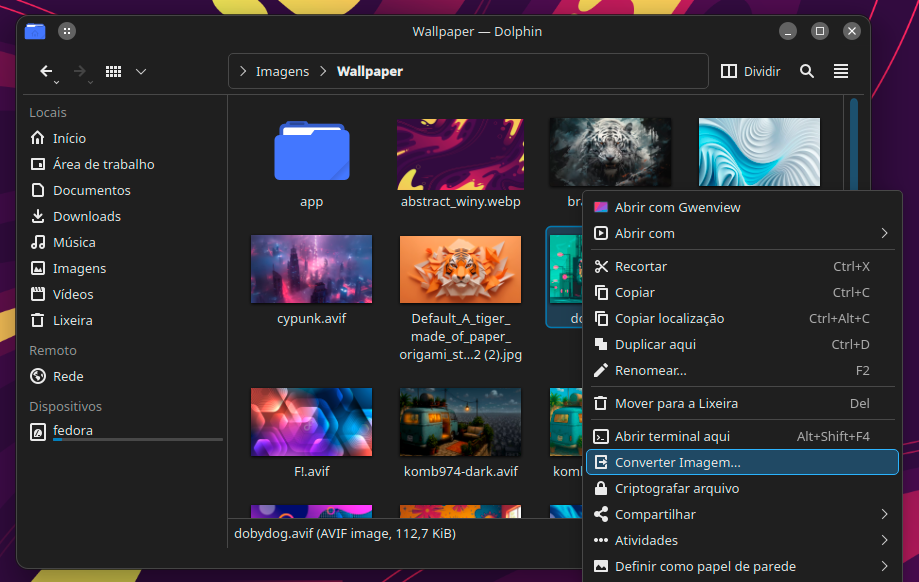 Wallpaper — Dolphin
Imagens
Wallpaper
Dividir
Locais
Início
Área de trabalho
Documentos
Downloads
Música
Imagens
Vídeos
Lixeira
Remoto
Rede
Dispositivos
fedora
app
abstract_winy.webp
cypunk.avif
Default_A_tiger_
made_of_paper_
origami_st...2 (2).jpg
F!.avif
komb974-dark.avif
dobydog.avif (AVIF image, 112,7 KiB)
Abrir com Gwenview
Abrir com
Recortar Ctrl+X
Copiar Ctrl+C
Copiar localização Ctrl+Alt+C
Duplicar aqui Ctrl+D
Renomear... F2
Mover para a Lixeira Del
Abrir terminal aqui Alt+Shift+F4
Converter Imagem...
Criptografar arquivo
Compartilhar
Atividades
Definir como papel de parede